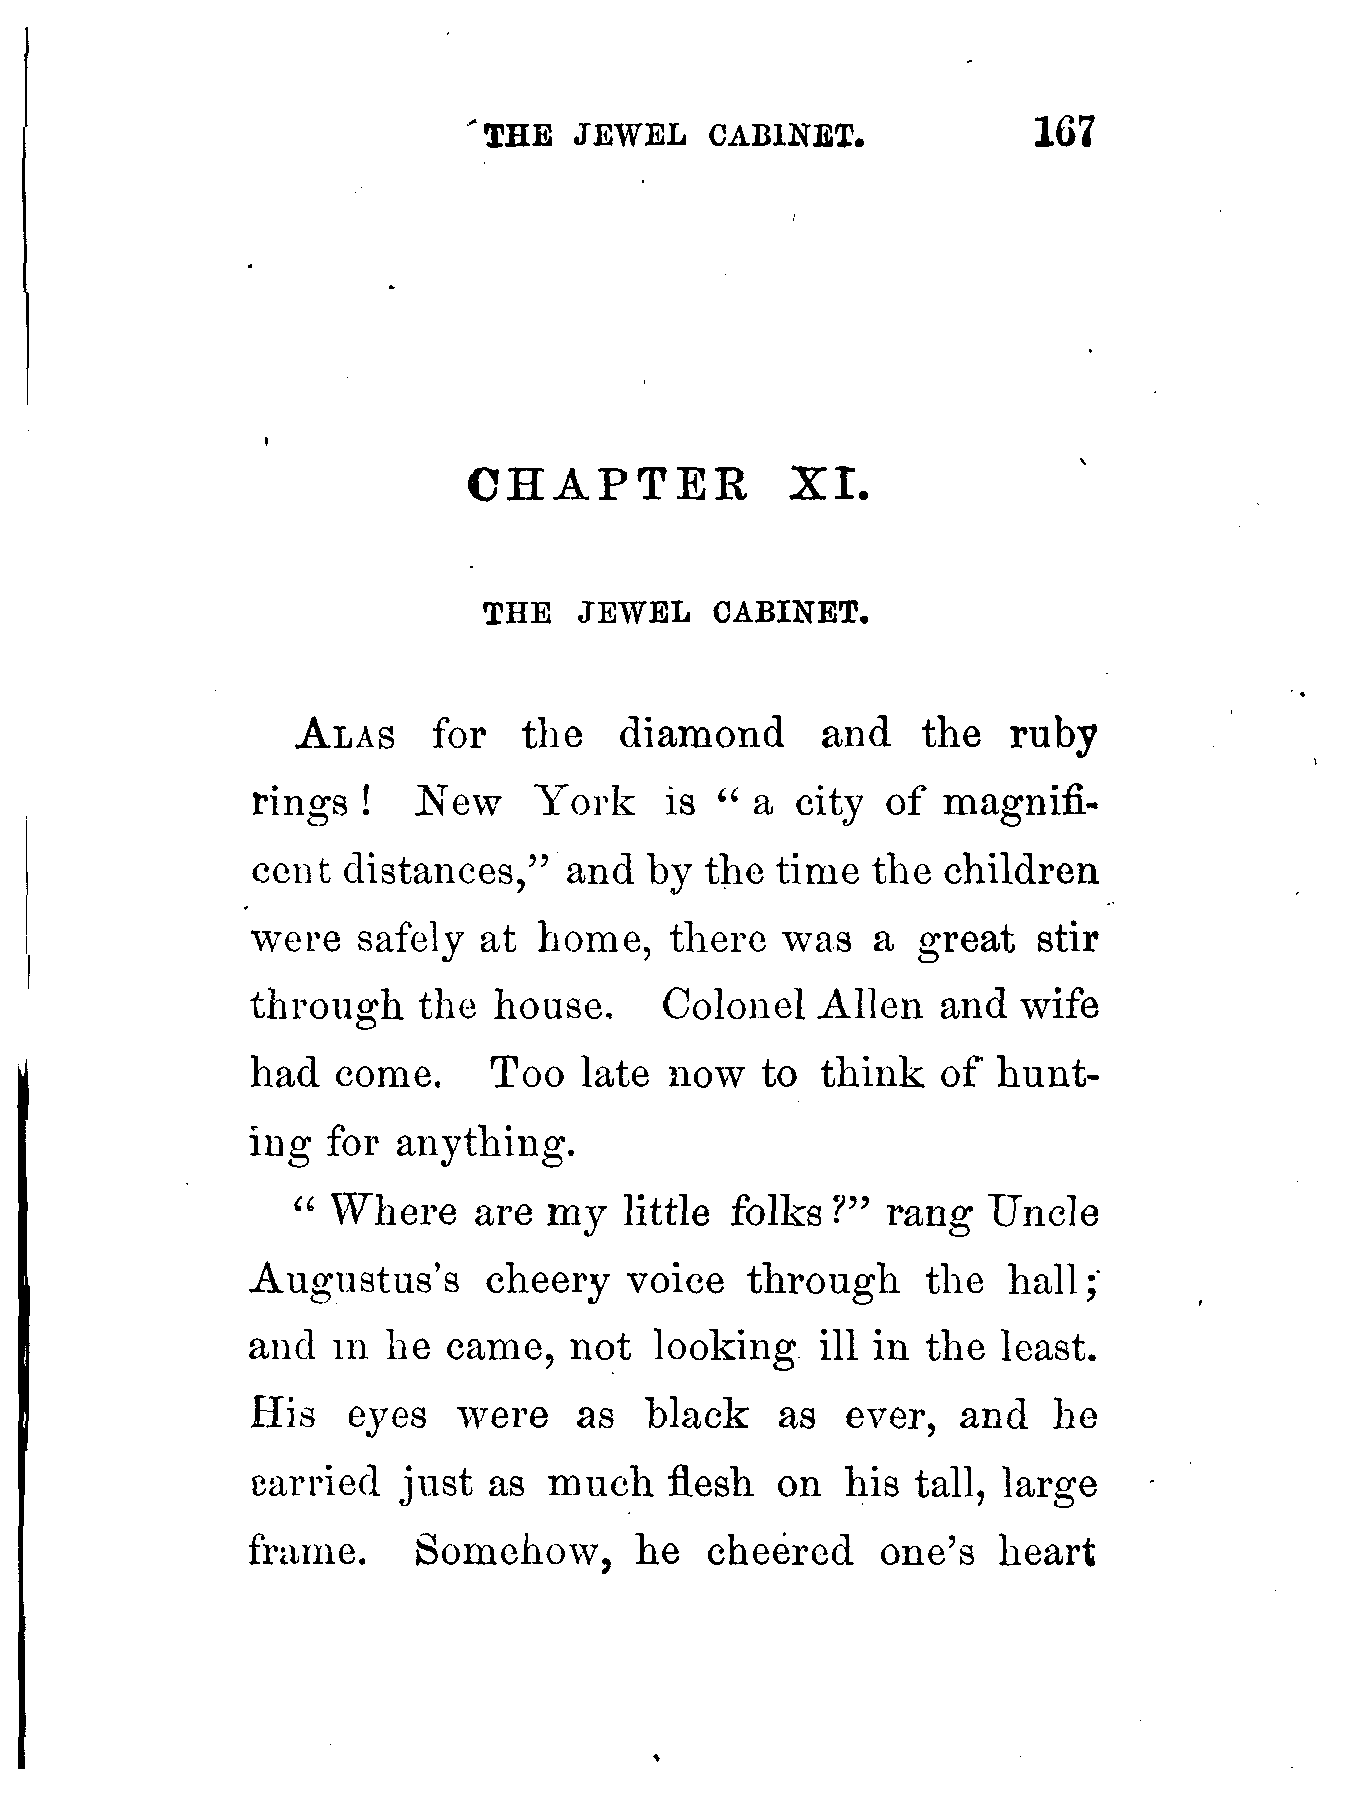 THE JEWEL CABINET. 167
CHAPTER XI.
THE JEWEL CABINET.
ALAS for the diamond and the ruby
rings! New York is "a city of magnifi-
cent distances," and by the time the children
were safely at home, there was a great stir
through the house. Colonel Allen and wife
had come. Too late now to think of hunt-
ing for anything.
"Where are my little folks?" rang Uncle
Augustus's cheery voice through the hall;
and in he came, not looking ill in the least.
His eyes were as black as ever, and he
carried just as much flesh on his tall, large
frame. Somehow, he cheered one's heart